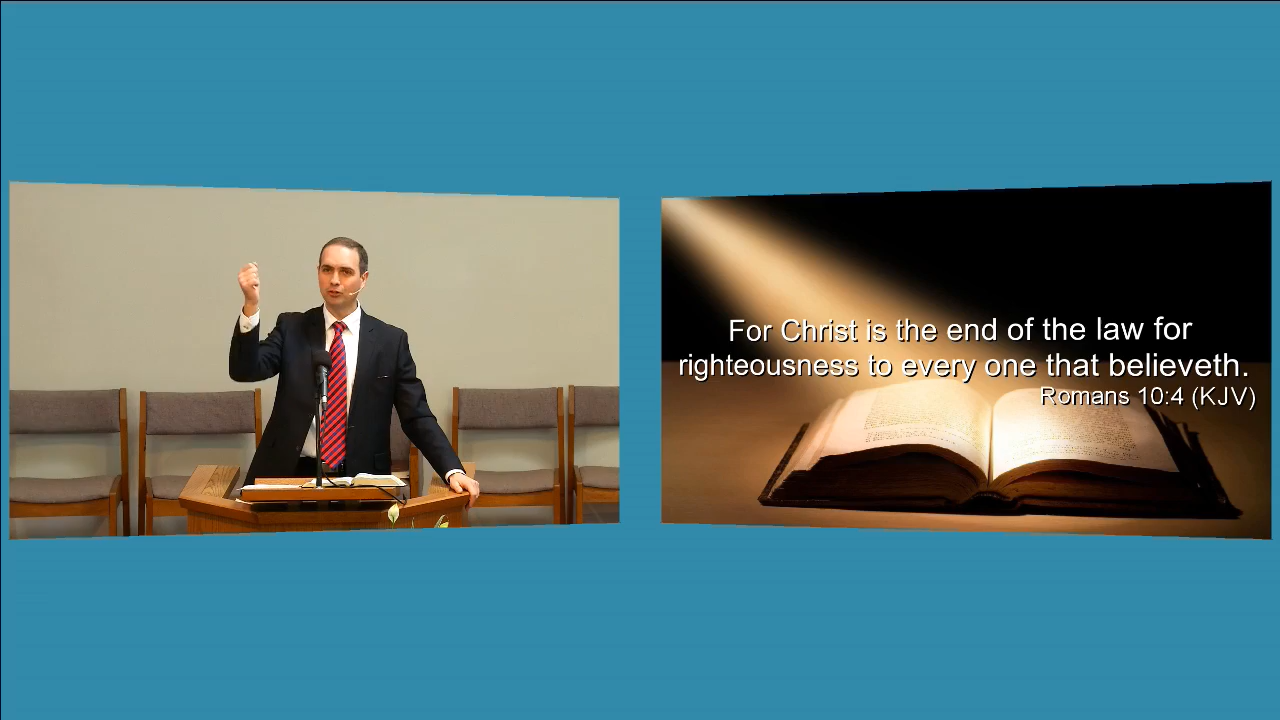 For Christ is the end of the law for
righteousness to every one that believeth.
Romans 10:4 (KJV)